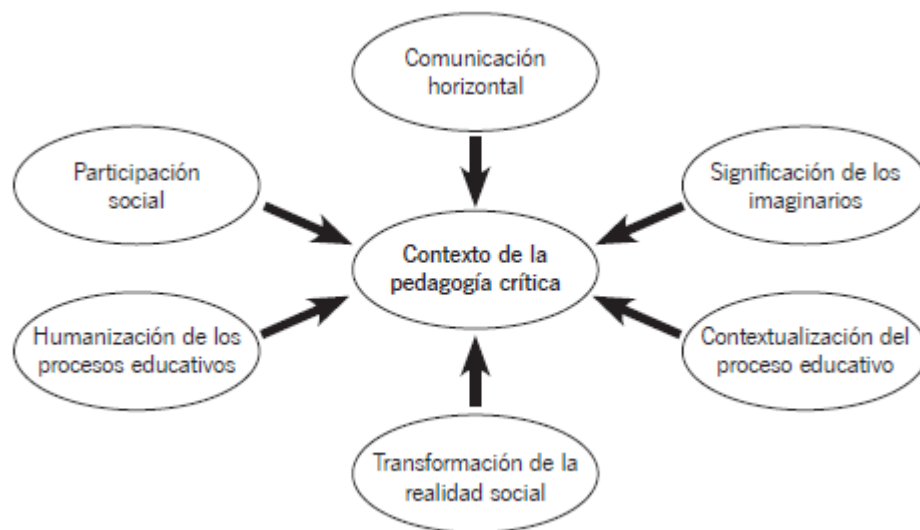 Comunicación
horizontal
Participación
social
Significación de los
imaginarios
Contexto de la
pedagogía crítica
Humanización de los
procesos educativos
Contextualización del
proceso educativo
Transformación de la
realidad social